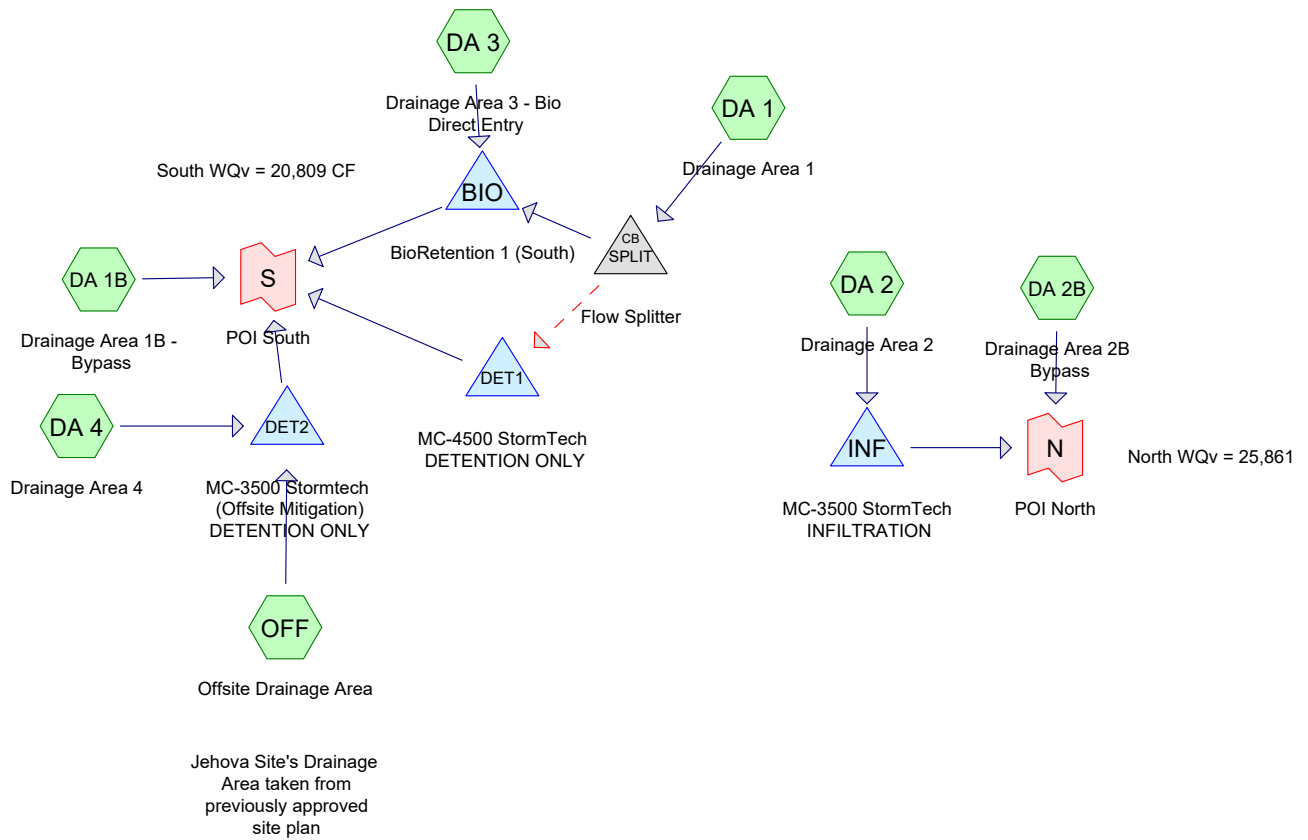 DA 3
Drainage Area 3 - Bio
Direct Entry
DA 1
Drainage Area 1
South WQv = 20,809 CF
BIO
BioRetention 1 (South)
CB
SPLIT
Flow Splitter
DA 1B
Drainage Area 1B -
Bypass
S
POI South
DA 2
Drainage Area 2
DA 2B
Drainage Area 2B
Bypass
DET1
MC-4500 StormTech
DETENTION ONLY
DA 4
Drainage Area 4
DET2
MC-3500 Stormtech
(Offsite Mitigation)
DETENTION ONLY
INF
MC-3500 StormTech
INFILTRATION
N
POI North
North WQv = 25,861
OFF
Offsite Drainage Area
Jehova Site's Drainage
Area taken from
previously approved
site plan